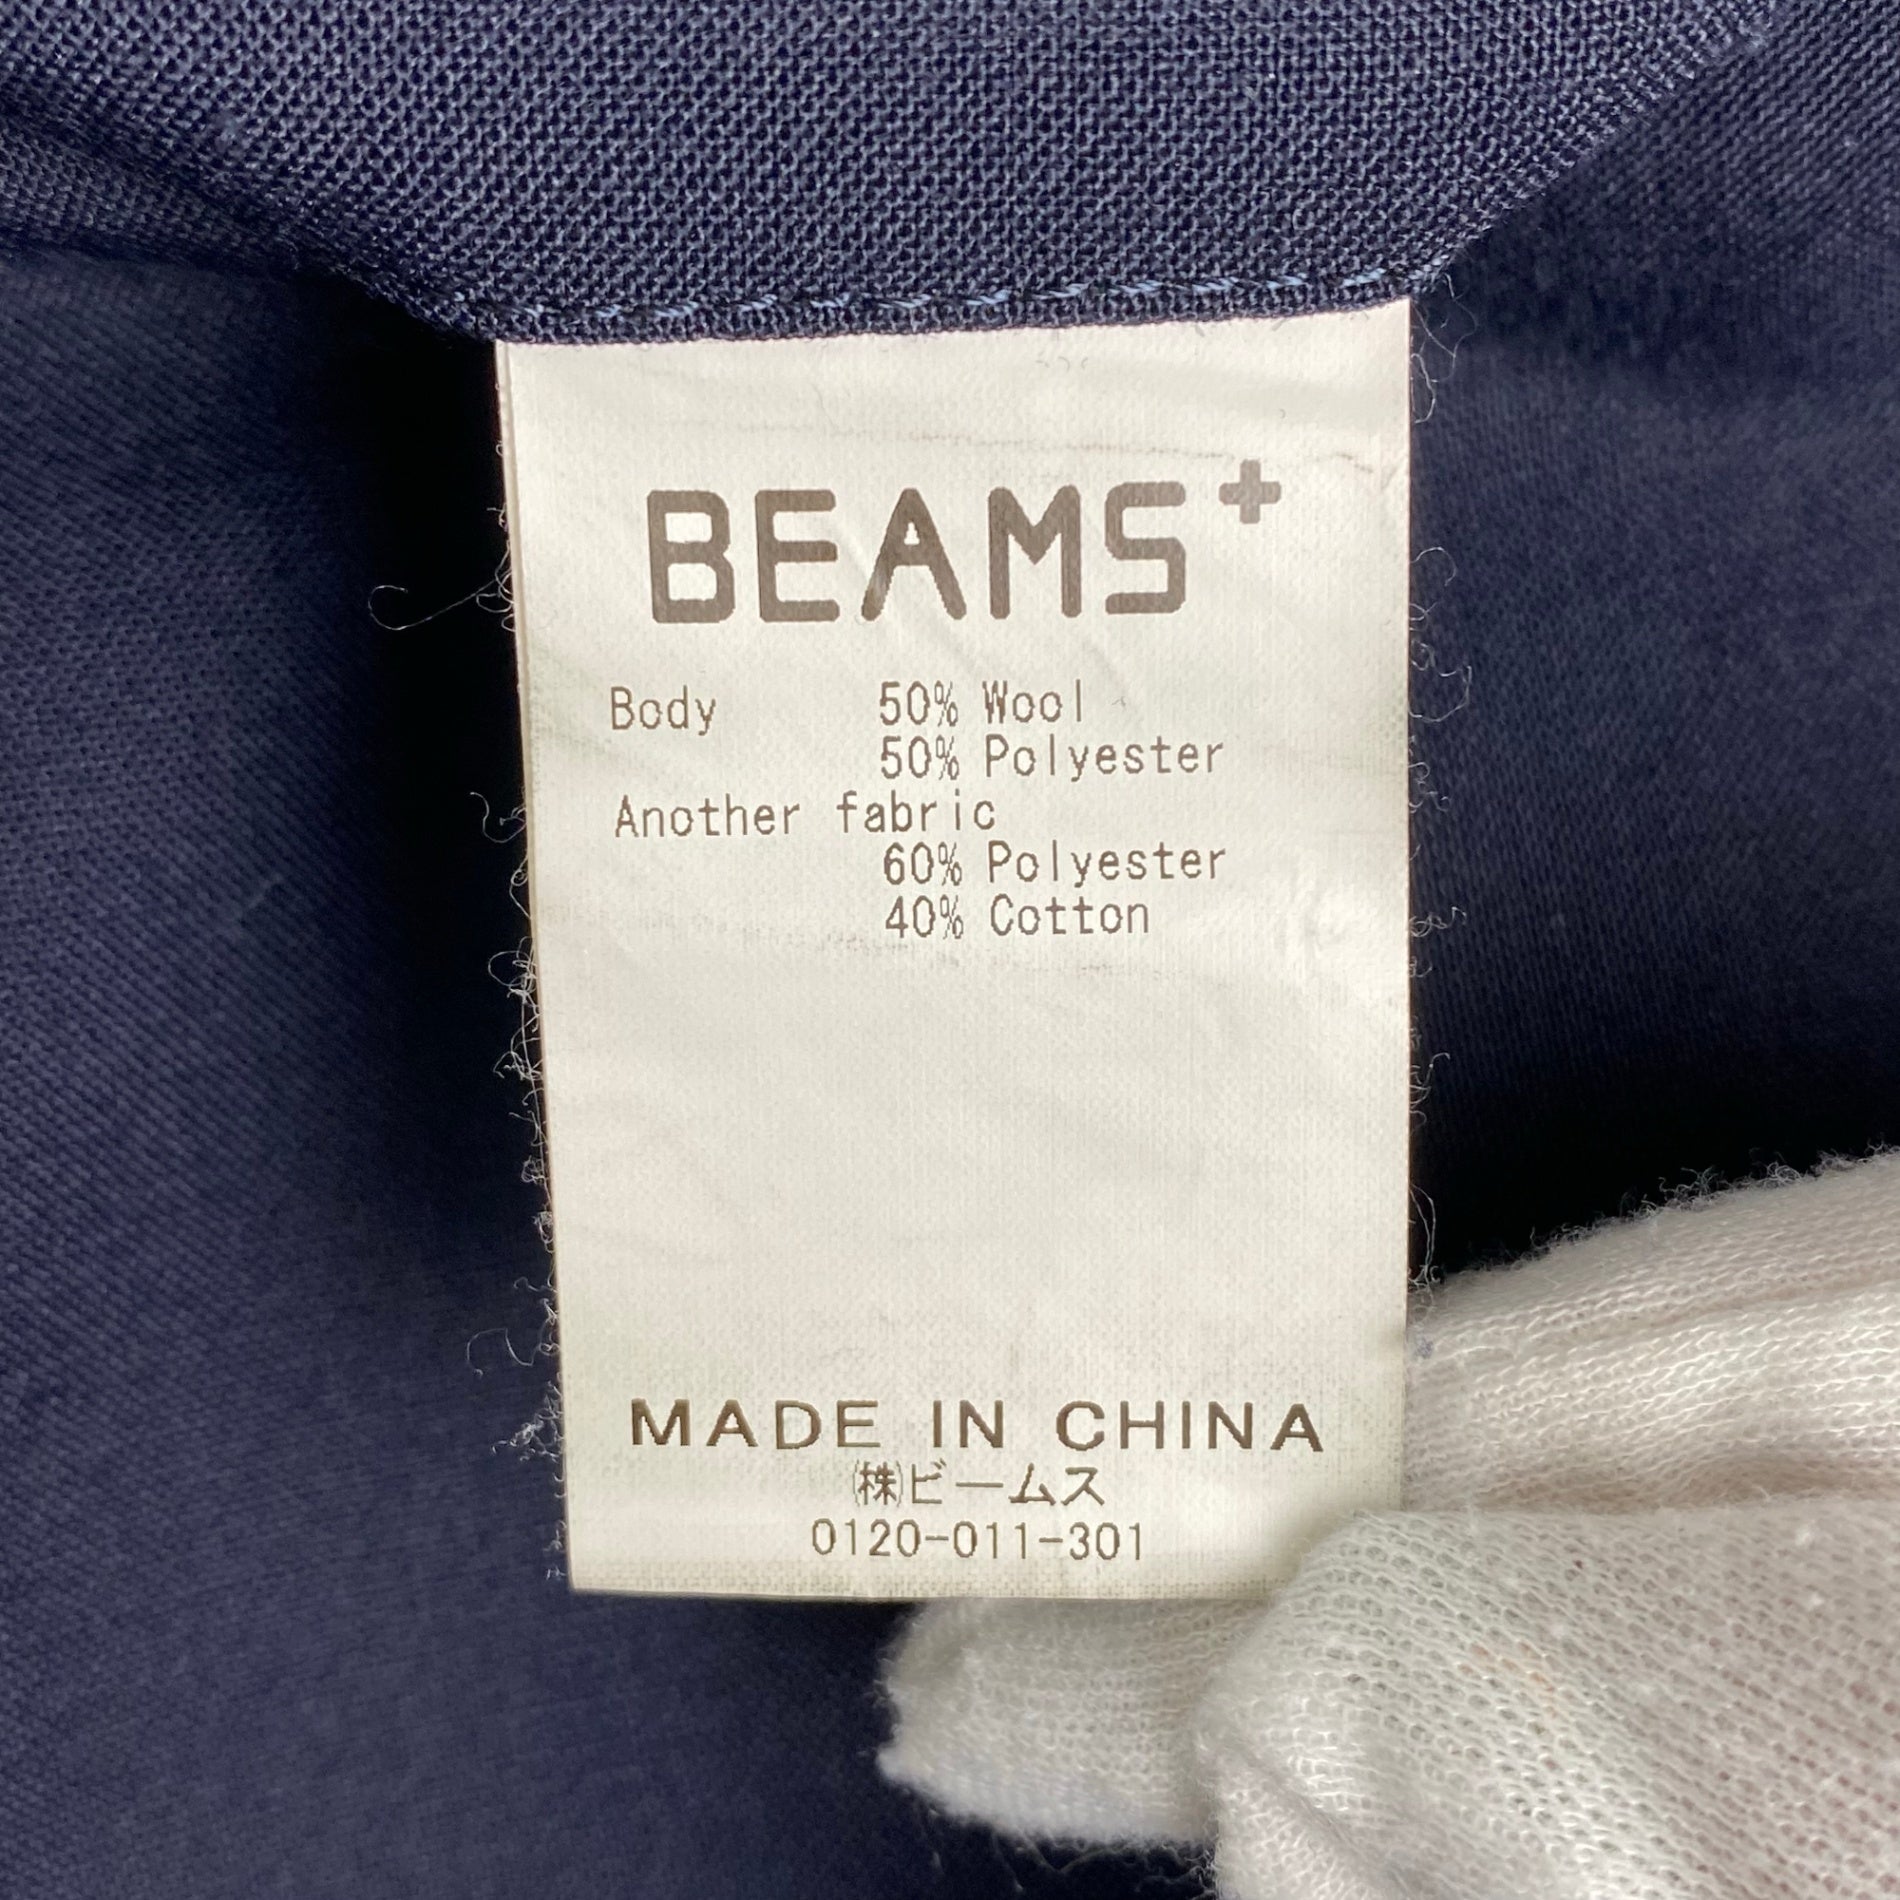 BEAMS+
Body 50% Wool
50% Polyester
Another fabric
60% Polyester
40% Cotton
MADE IN CHINA
㈱ビームス
0120-011-301